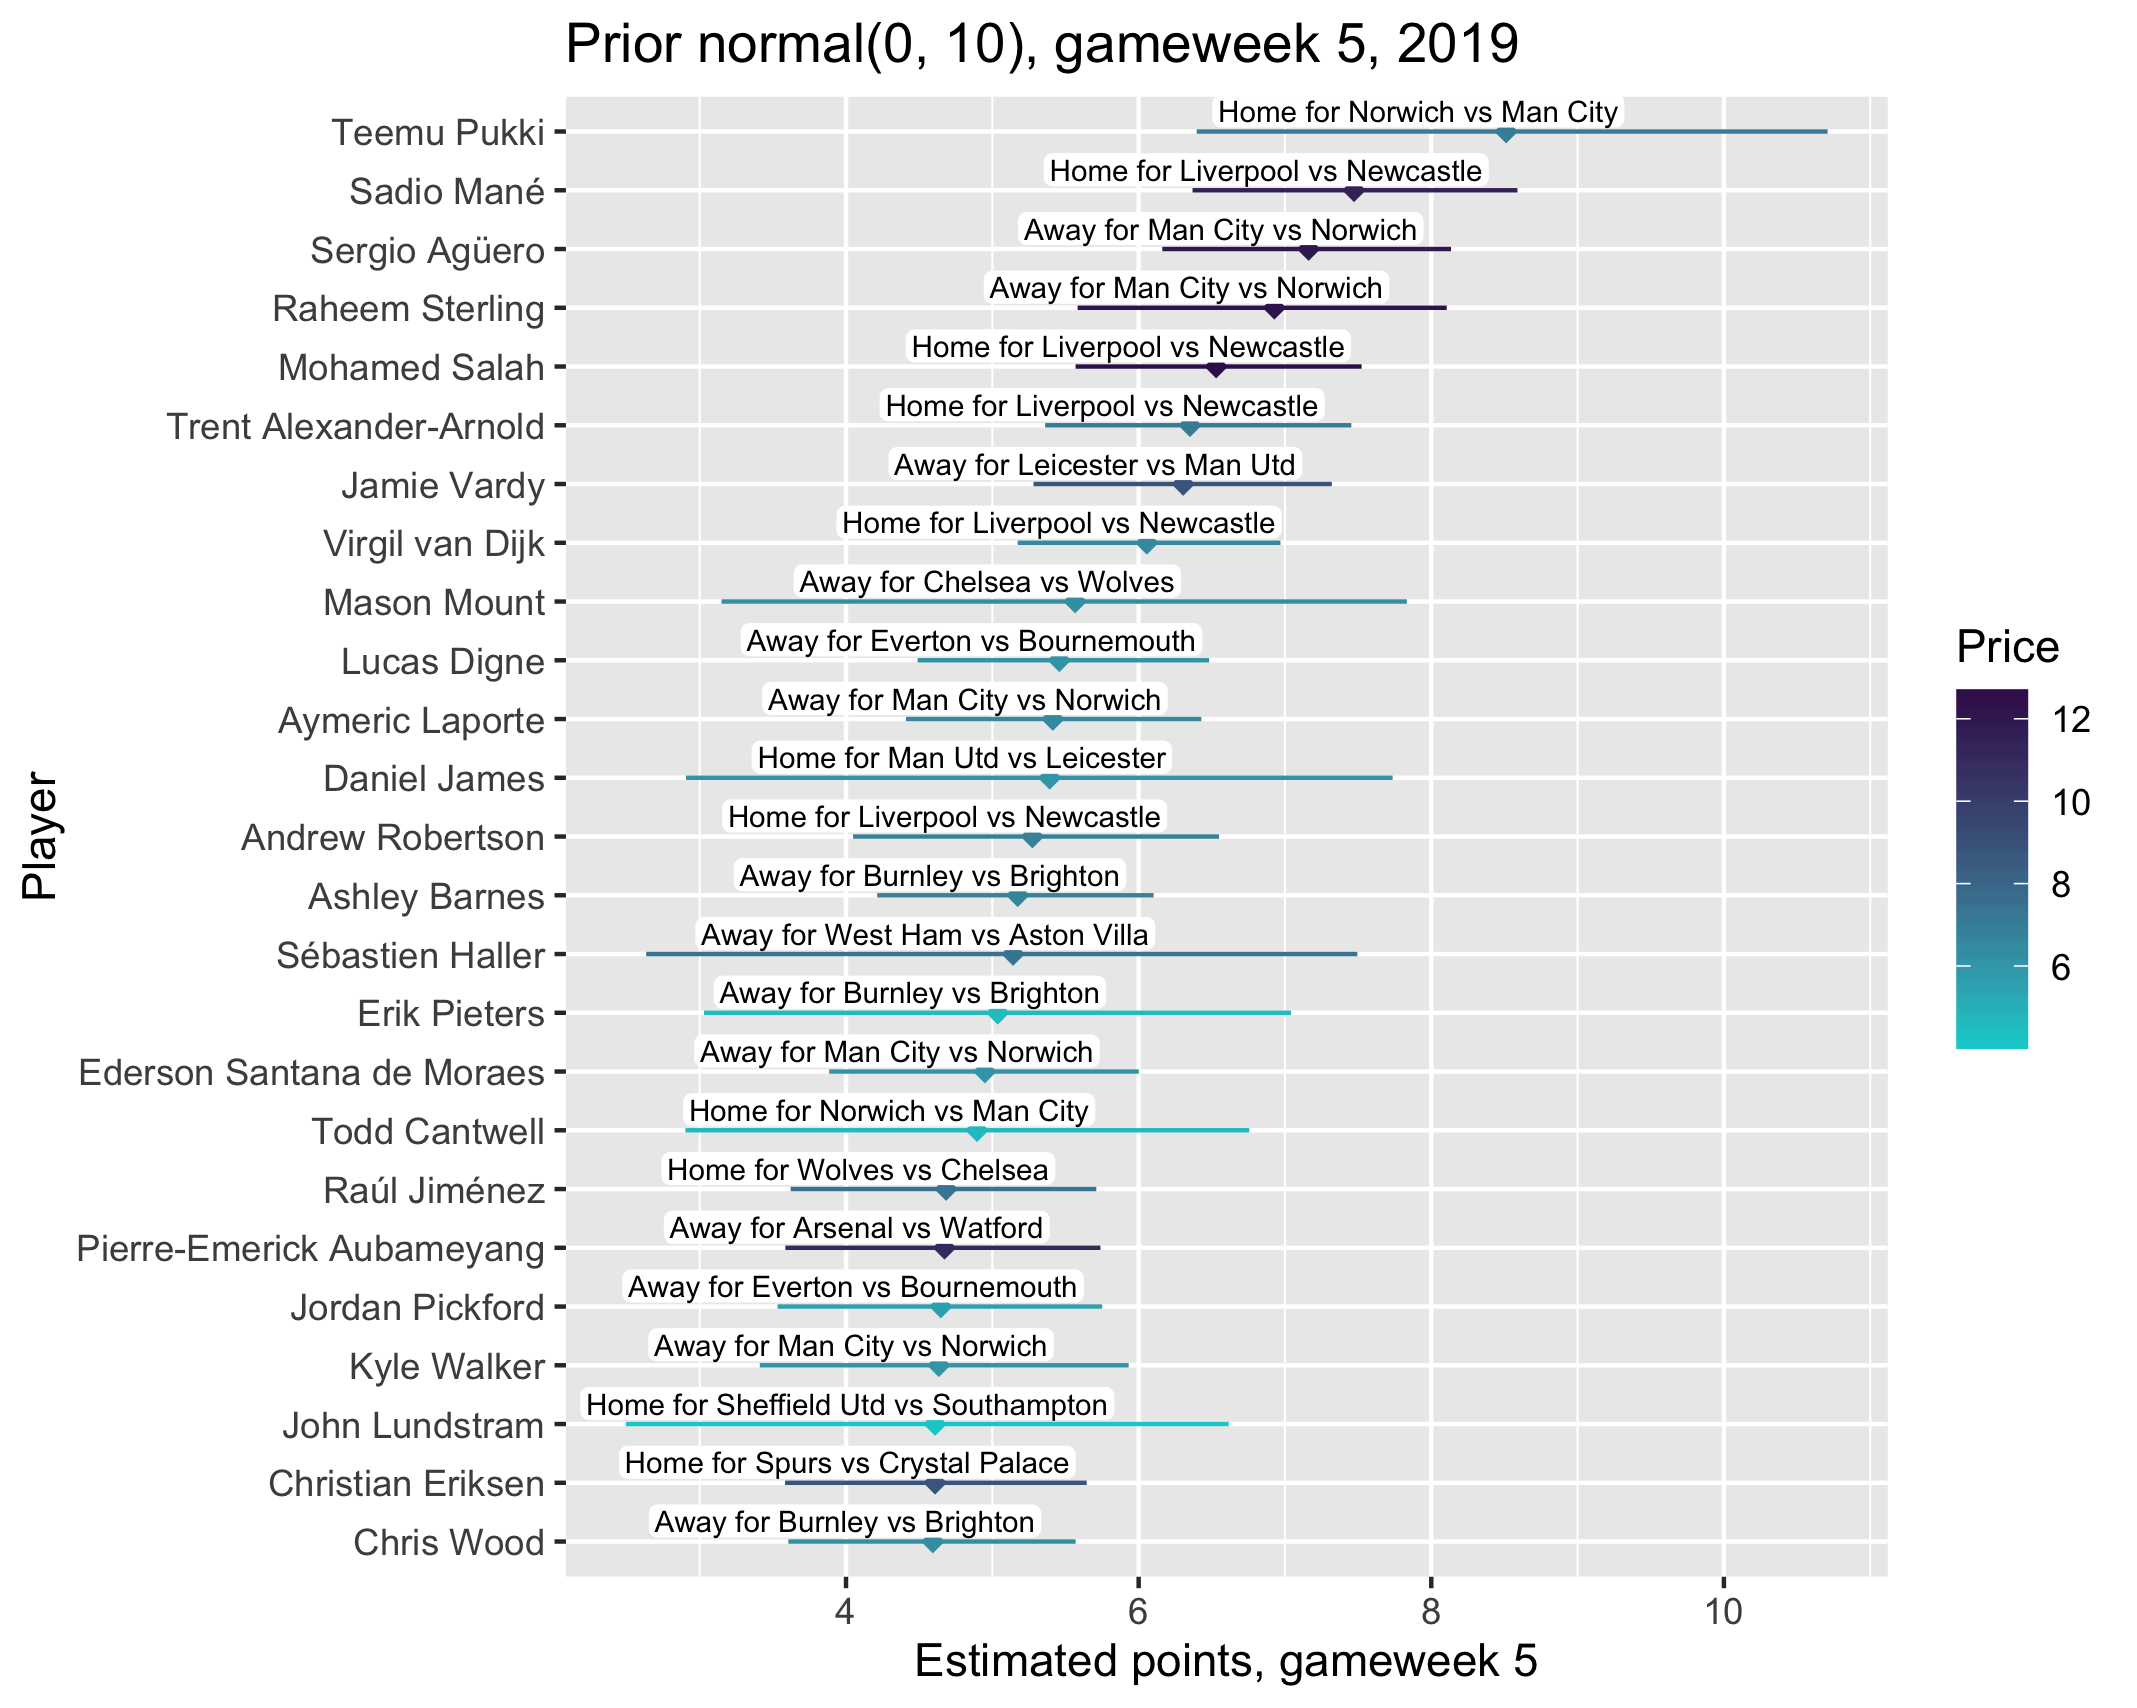 Prior normal(0, 10), gameweek 5, 2019
Teemu Pukki
Home for Norwich vs Man City
Sadio Mané
Home for Liverpool vs Newcastle
Sergio Agüero
Away for Man City vs Norwich
Raheem Sterling
Away for Man City vs Norwich
Mohamed Salah
Home for Liverpool vs Newcastle
Trent Alexander-Arnold
Home for Liverpool vs Newcastle
Jamie Vardy
Away for Leicester vs Man Utd
Virgil van Dijk
Home for Liverpool vs Newcastle
Mason Mount
Away for Chelsea vs Wolves
Lucas Digne
Away for Everton vs Bournemouth
Aymeric Laporte
Away for Man City vs Norwich
Daniel James
Home for Man Utd vs Leicester
Andrew Robertson
Home for Liverpool vs Newcastle
Ashley Barnes
Away for Burnley vs Brighton
Sébastien Haller
Away for West Ham vs Aston Villa
Erik Pieters
Away for Burnley vs Brighton
Ederson Santana de Moraes
Away for Man City vs Norwich
Todd Cantwell
Home for Norwich vs Man City
Raúl Jiménez
Home for Wolves vs Chelsea
Pierre-Emerick Aubameyang
Away for Arsenal vs Watford
Jordan Pickford
Away for Everton vs Bournemouth
Kyle Walker
Away for Man City vs Norwich
John Lundstram
Home for Sheffield Utd vs Southampton
Christian Eriksen
Home for Spurs vs Crystal Palace
Chris Wood
Away for Burnley vs Brighton
Player
4
6
8
10
Estimated points, gameweek 5
Price
12
10
8
6